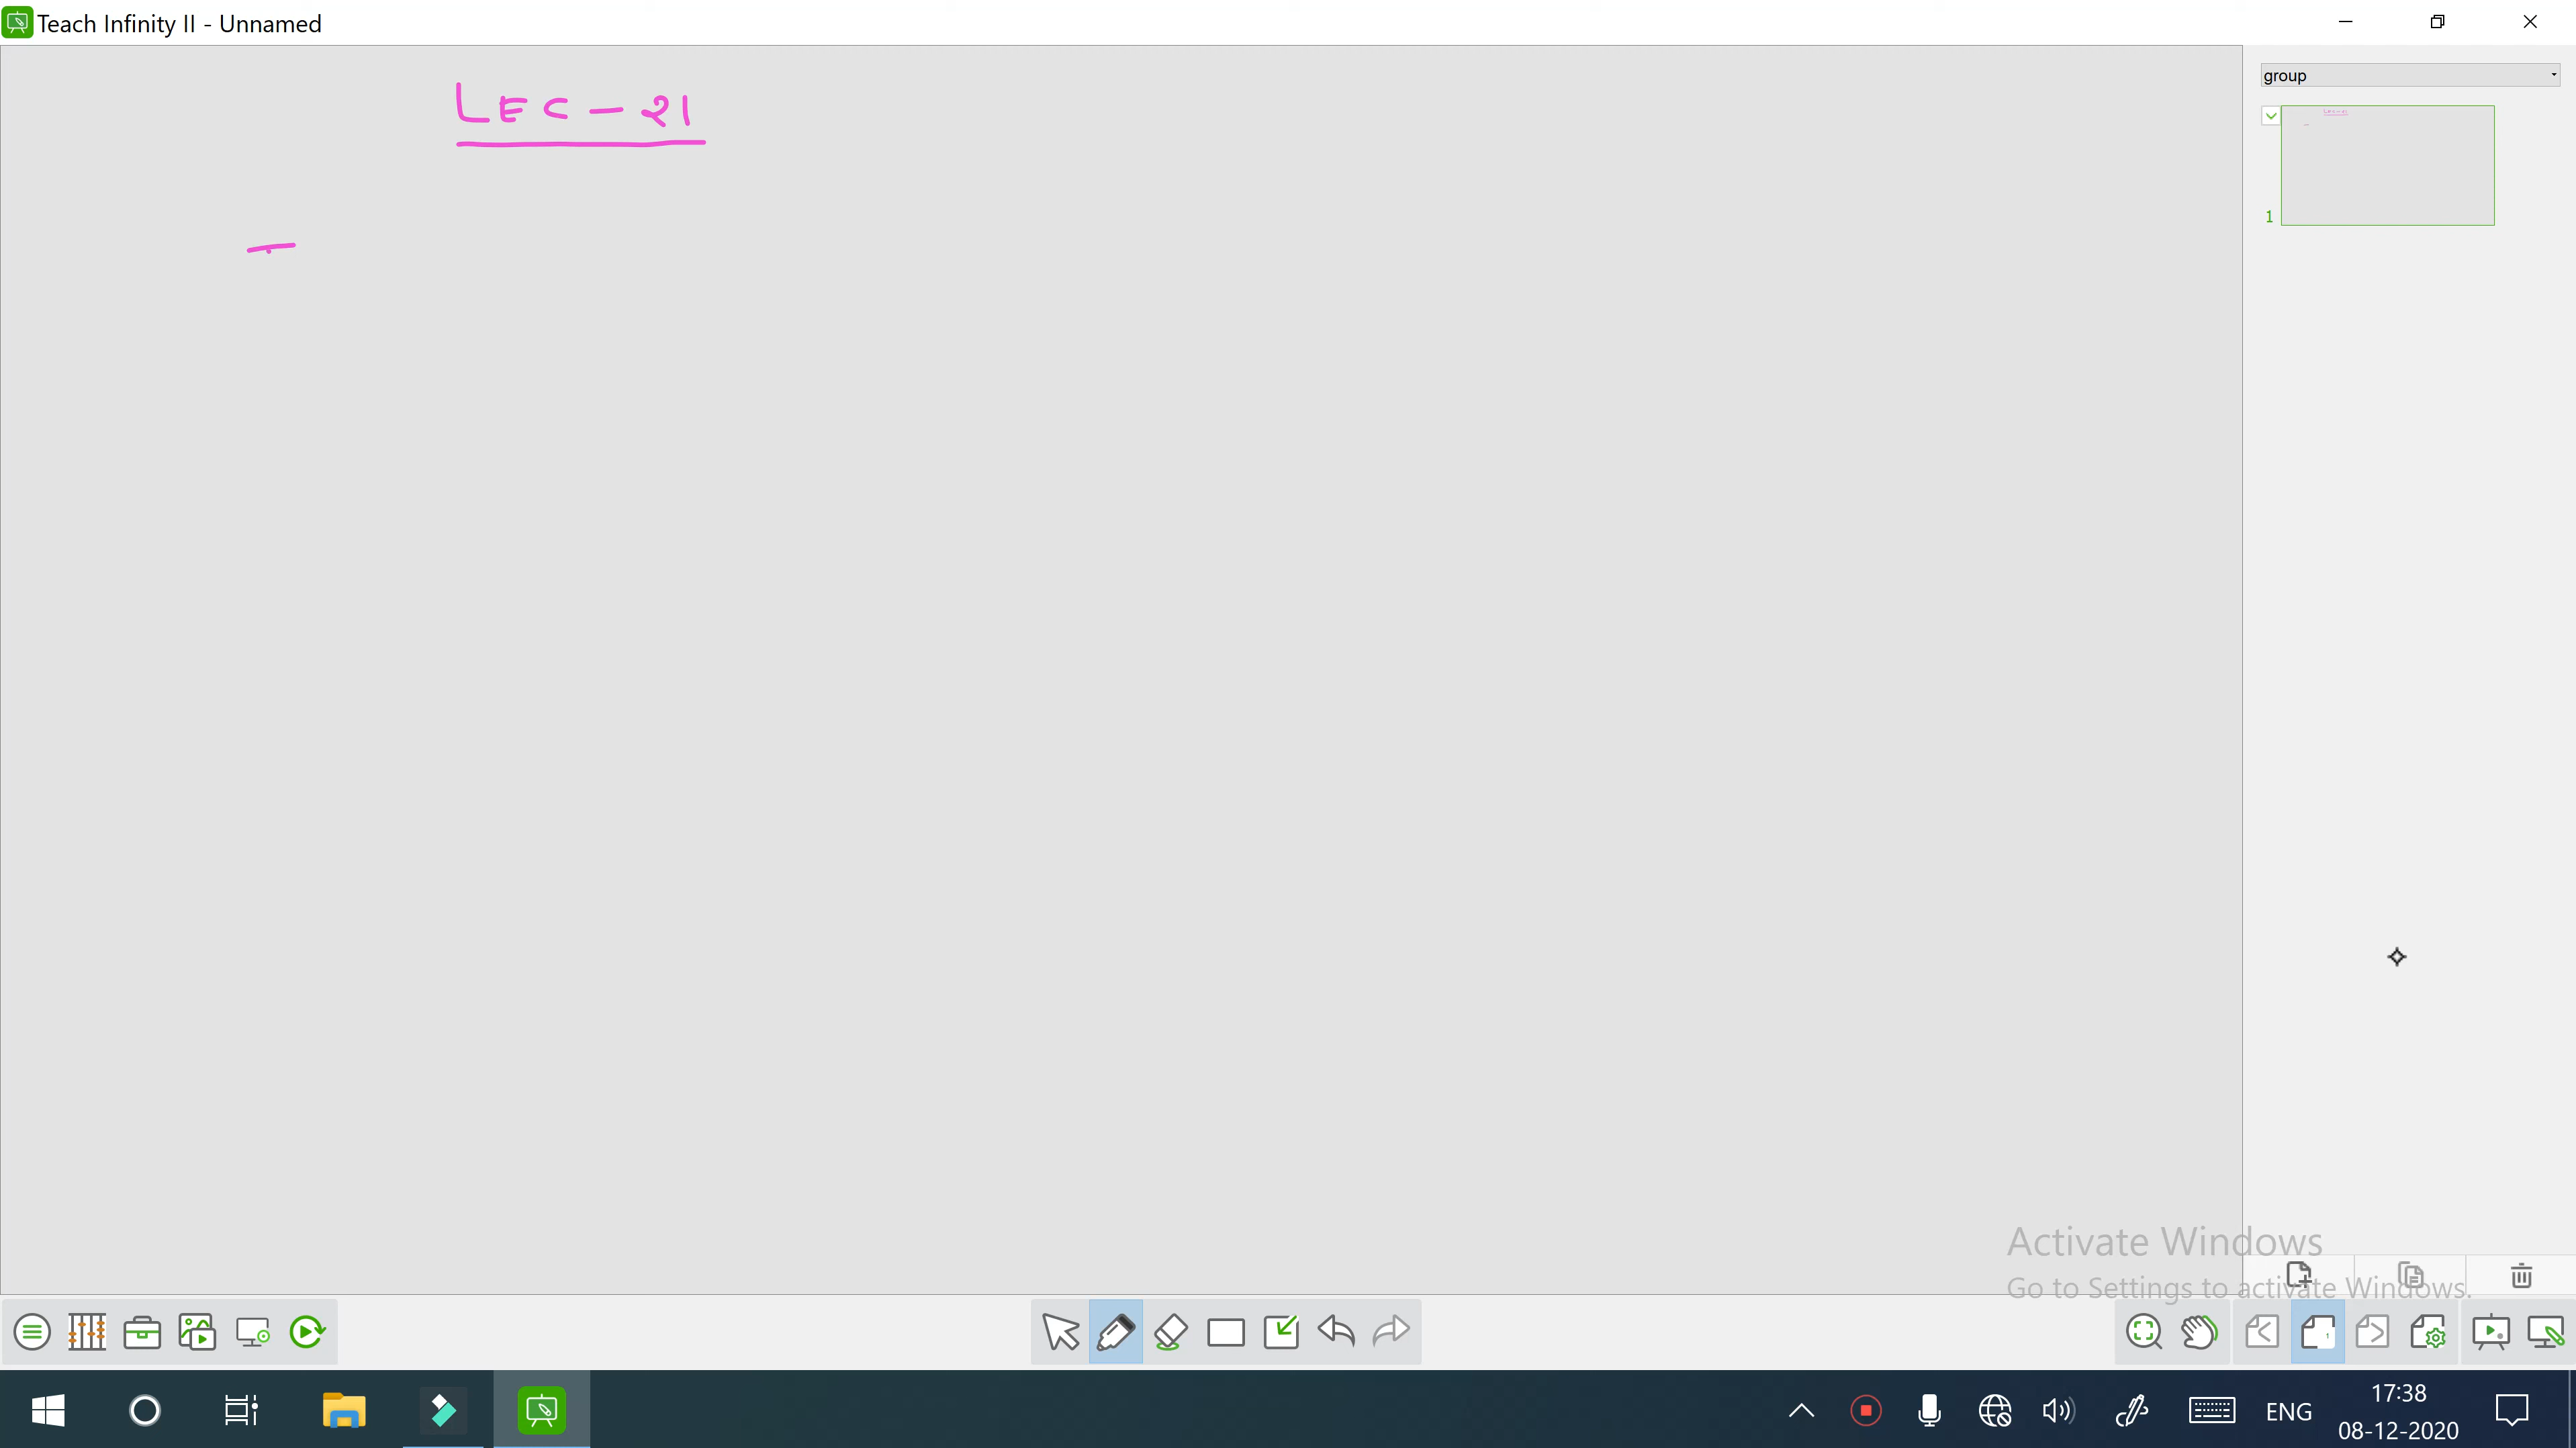 Teach Infinity II - Unnamed
group
LEC - 21
1
Activate Windows
Go to Settings to activate Windows.
1
ENG
17:38
08-12-2020